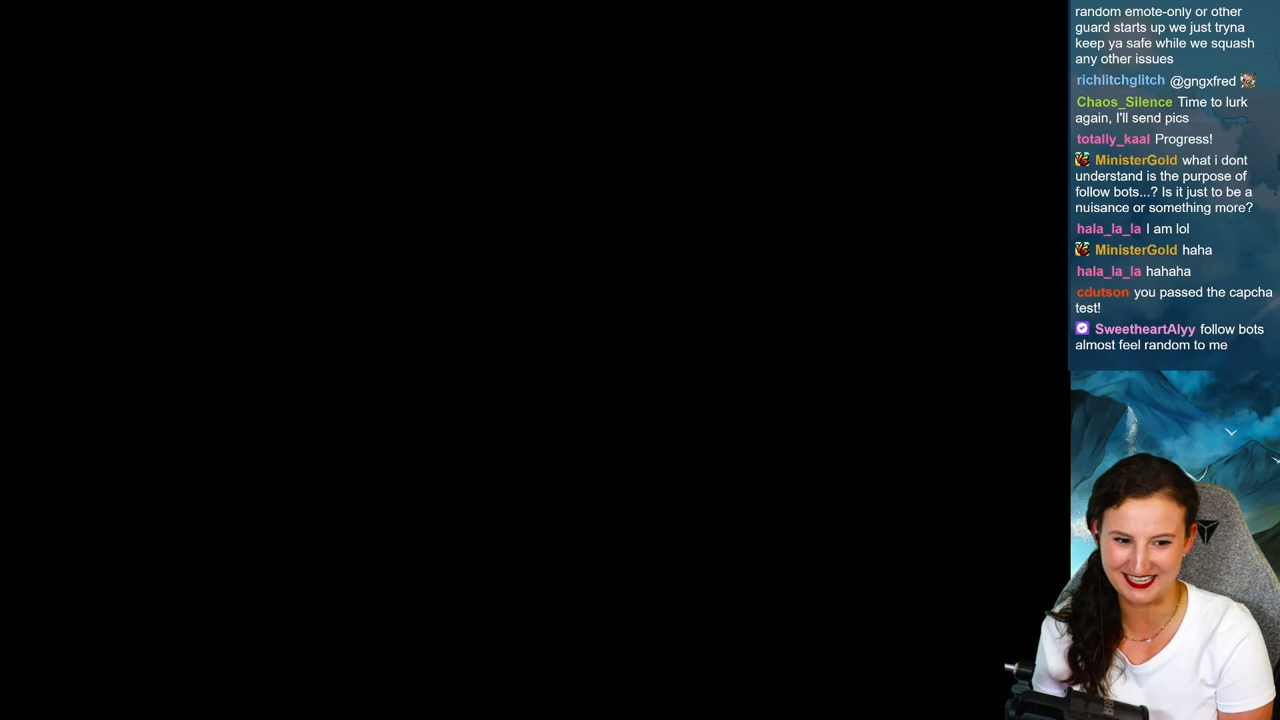 random emote-only or other
guard starts up we just tryna
keep ya safe while we squash
any other issues
richlitchglitch @gngxfred
Chaos_Silence Time to lurk
again, I'll send pics
totally_kaal Progress!
MinisterGold what i dont
understand is the purpose of
follow bots...? Is it just to be a
nuisance or something more?
hala_la_la I am lol
MinisterGold haha
hala_la_la hahaha
cdutson you passed the capcha
test!
SweetheartAlyy follow bots
almost feel random to me